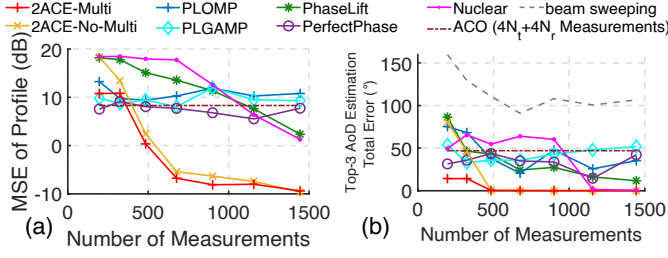 2ACE-Multi PLOMP PhaseLift Nuclear beam sweeping
2ACE-No-Multi PLGAMP PerfectPhase ACO (4N_t+4N_r Measurements)
MSE of Profile (dB)
20
10
0
-10
0 500 1000 1500
Number of Measurements
(a)
Top-3 AoD Estimation
Total Error (°)
150
100
50
0
0 500 1000 1500
Number of Measurements
(b)